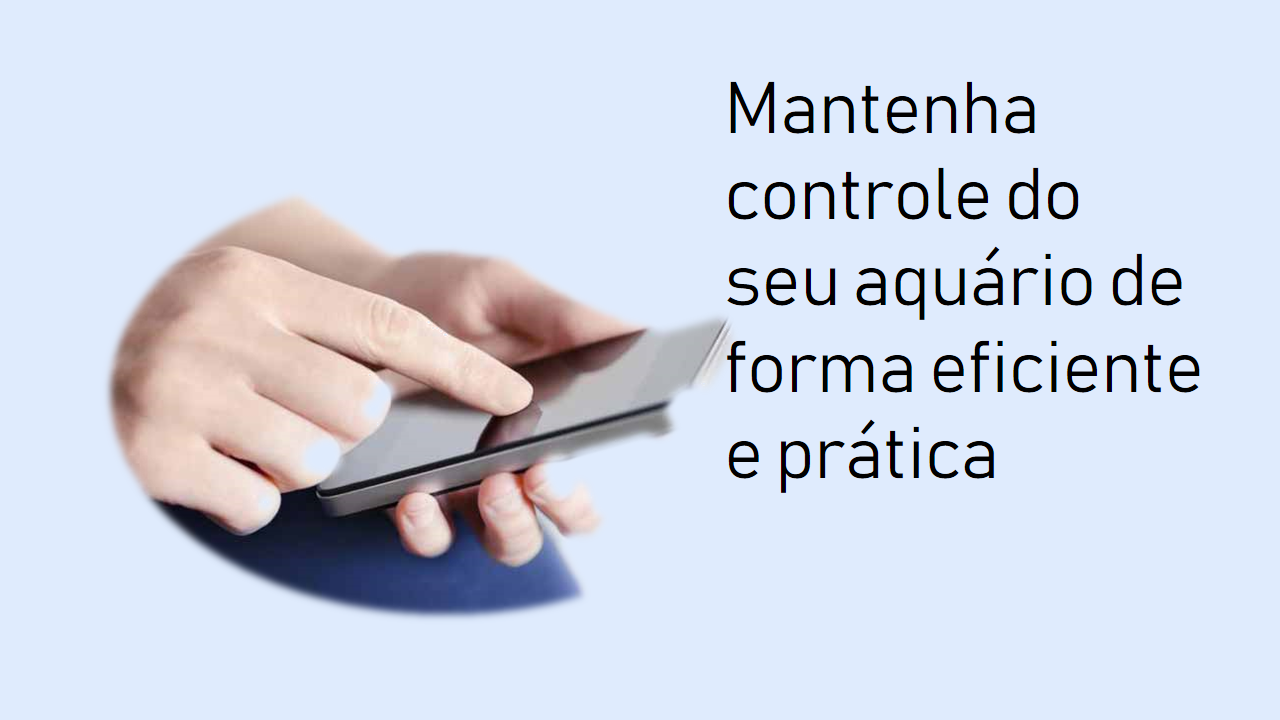 Mantenha
controle do
seu aquário de
forma eficiente
e prática